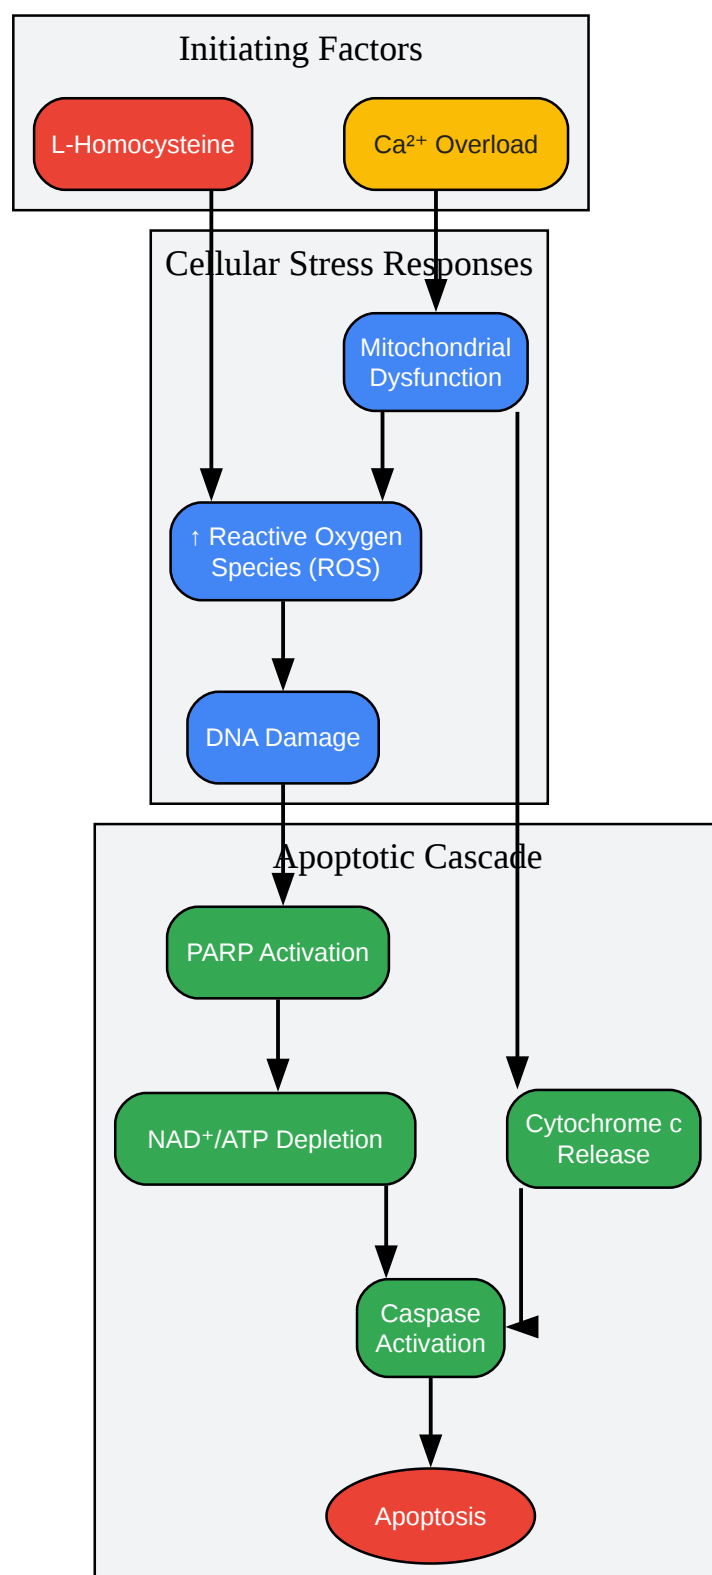 Initiating Factors
L-Homocysteine
Ca²⁺ Overload
Cellular Stress Responses
Mitochondrial
Dysfunction
↑ Reactive Oxygen
Species (ROS)
DNA Damage
Apoptotic Cascade
PARP Activation
NAD⁺/ATP Depletion
Cytochrome c
Release
Caspase
Activation
Apoptosis